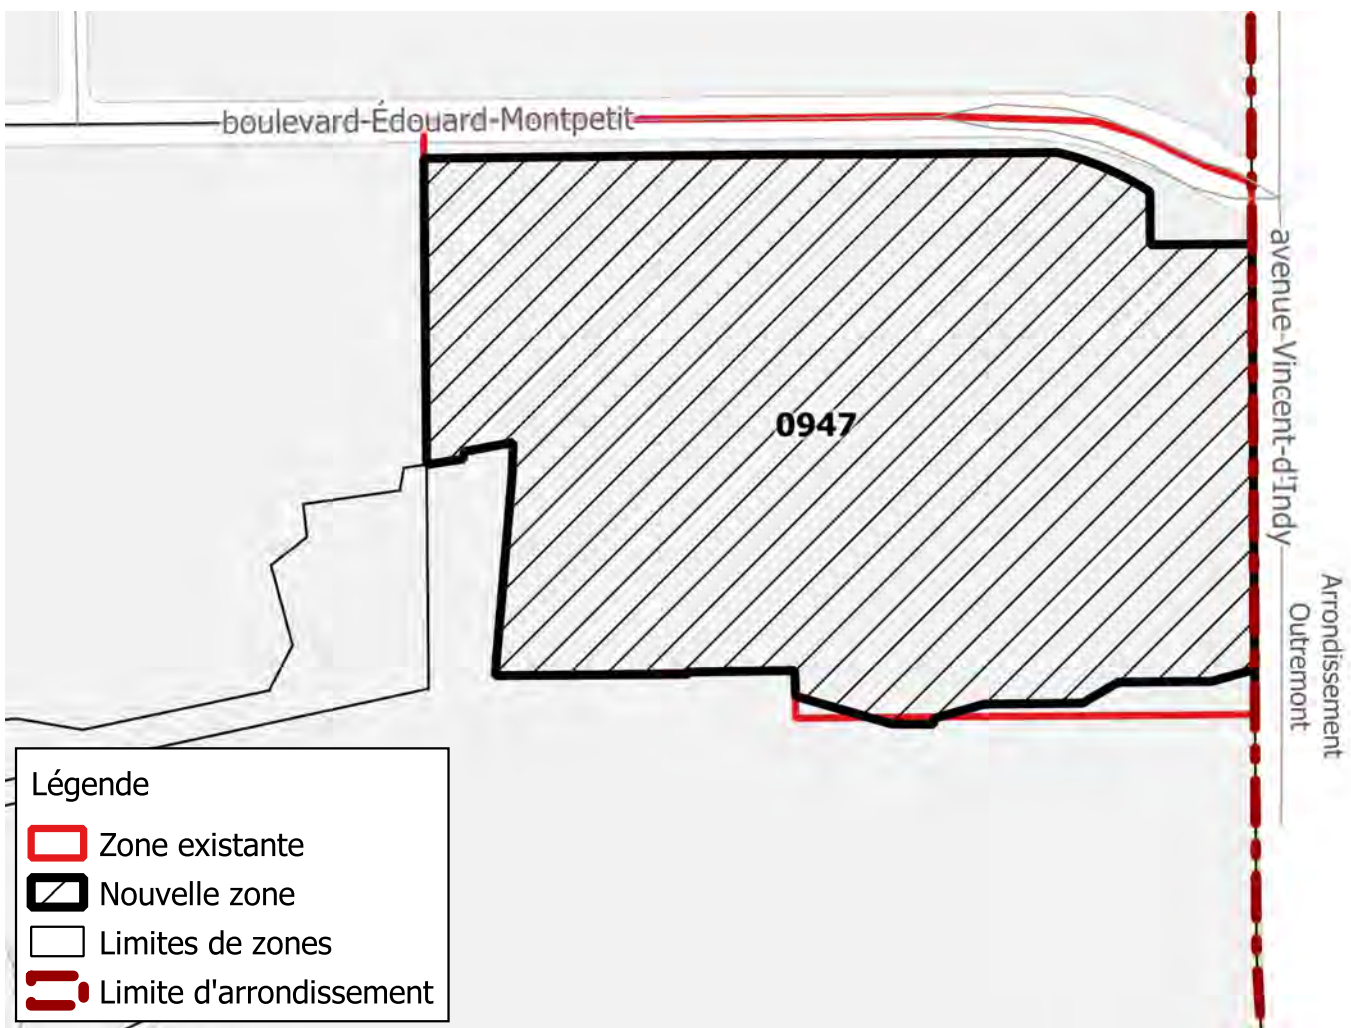 boulevard-Édouard-Montpetit
avenue-Vincent-d'Indy
0947
Arrondissement
Outremont
Légende
Zone existante
Nouvelle zone
Limites de zones
Limite d'arrondissement